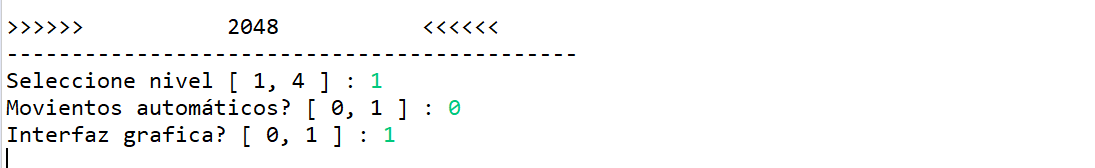 >>>>>> 2048 <<<<<<
--------------------------------------------
Seleccione nivel [ 1, 4 ] : 1
Movientos automáticos? [ 0, 1 ] : 0
Interfaz grafica? [ 0, 1 ] : 1